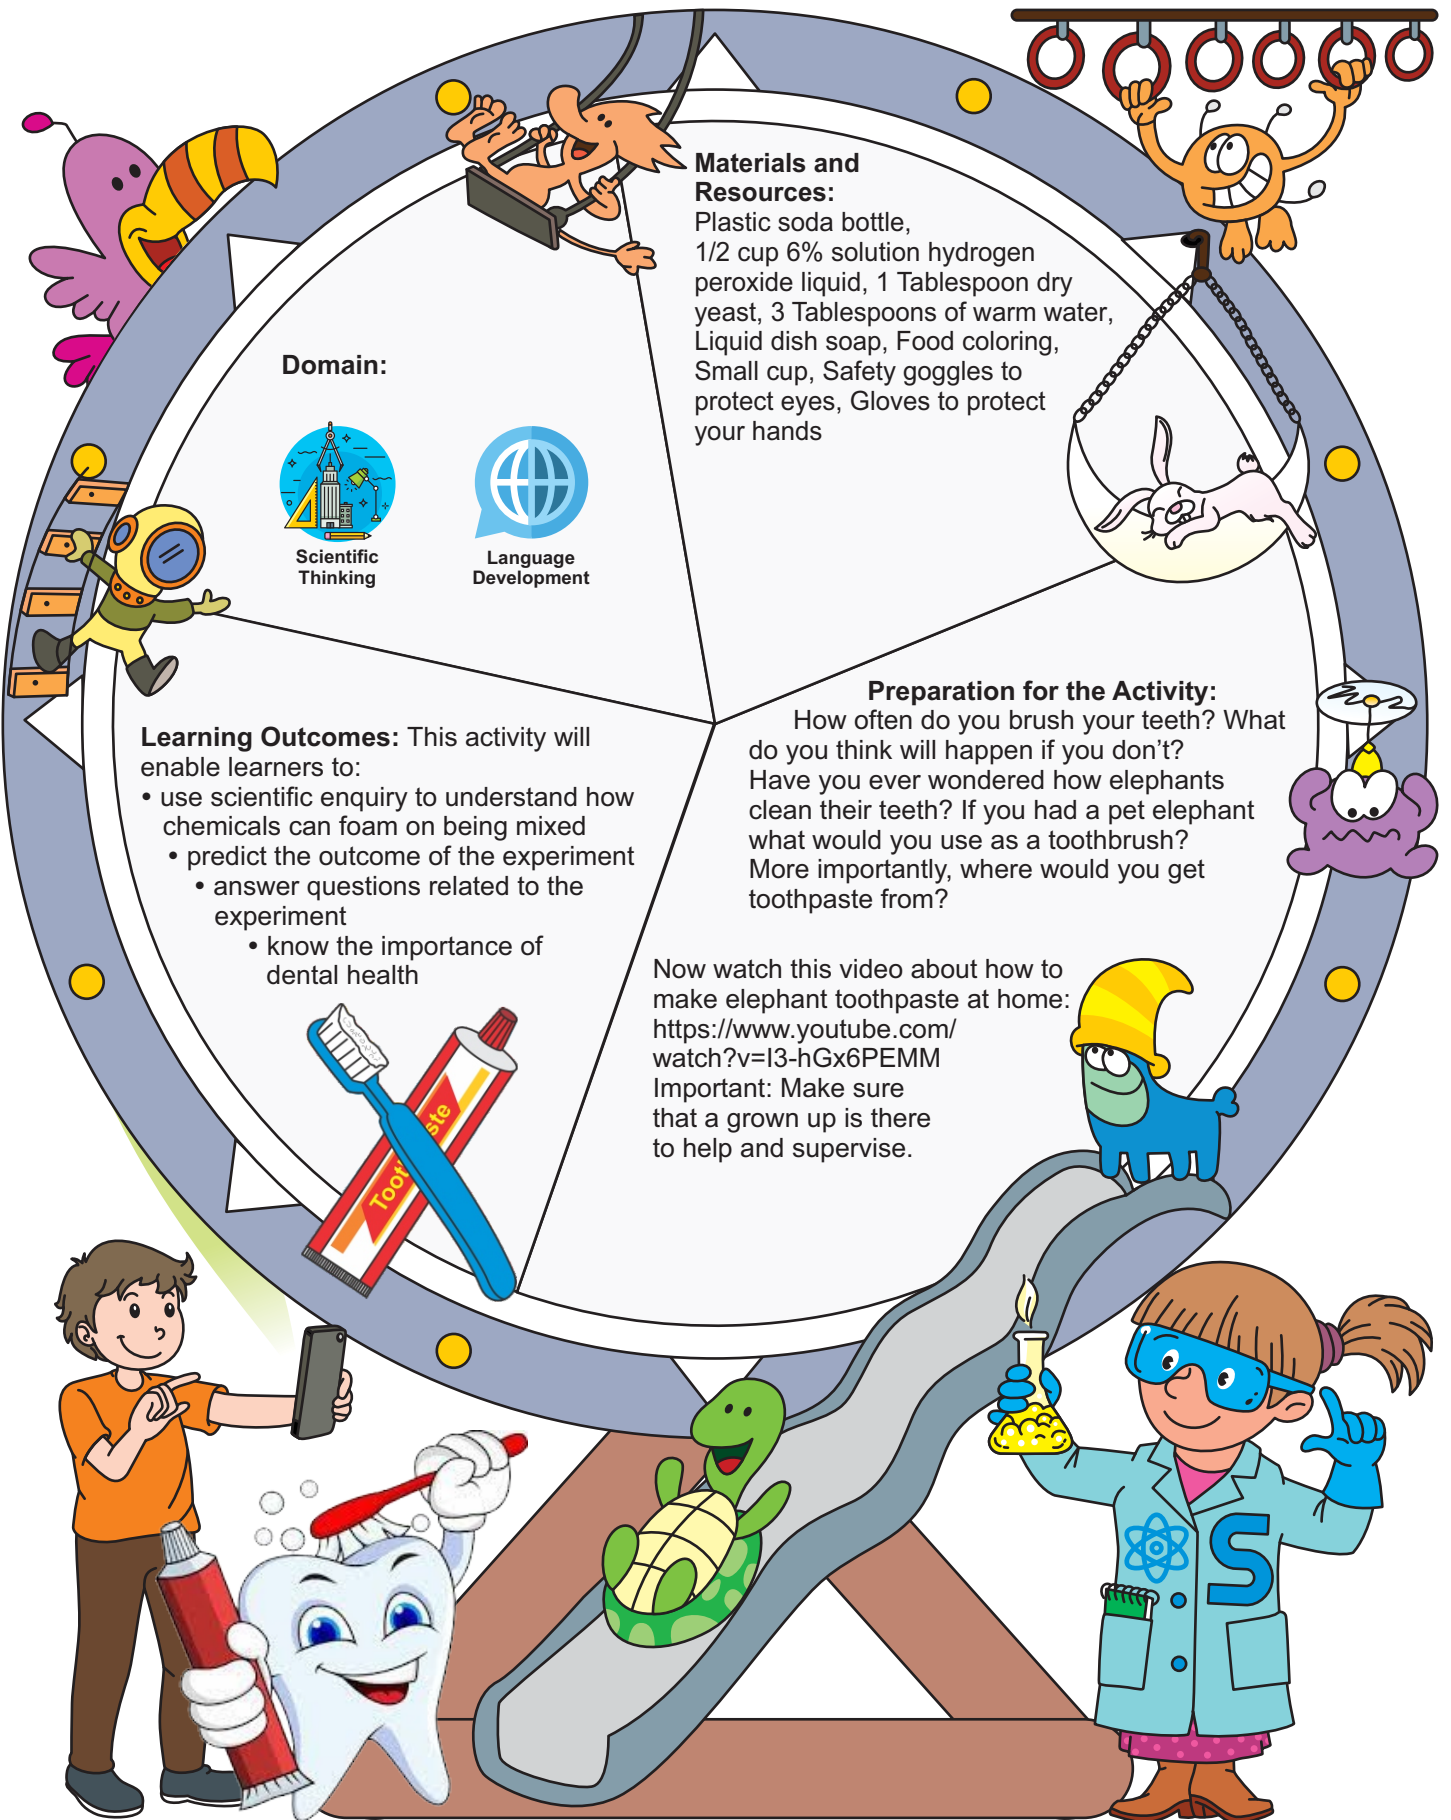 Materials and
Resources:
Plastic soda bottle,
1/2 cup 6% solution hydrogen
peroxide liquid, 1 Tablespoon dry
yeast, 3 Tablespoons of warm water,
Liquid dish soap, Food coloring,
Small cup, Safety goggles to
protect eyes, Gloves to protect
your hands
Domain:
Scientific
Thinking
Language
Development
Preparation for the Activity:
How often do you brush your teeth? What
do you think will happen if you don't?
Have you ever wondered how elephants
clean their teeth? If you had a pet elephant
what would you use as a toothbrush?
More importantly, where would you get
toothpaste from?
Now watch this video about how to
make elephant toothpaste at home:
https://www.youtube.com/
watch?v=I3-hGx6PEMM
Important: Make sure
that a grown up is there
to help and supervise.
Learning Outcomes: This activity will
enable learners to:
• use scientific enquiry to understand how
chemicals can foam on being mixed
• predict the outcome of the experiment
• answer questions related to the
experiment
• know the importance of
dental health
Toot ste
S